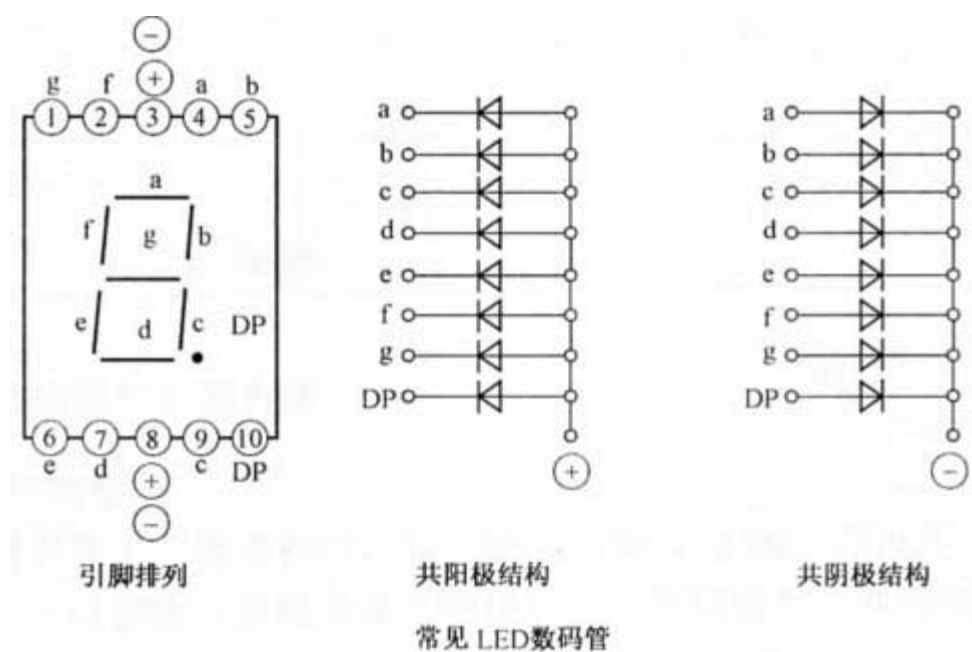 −
+
g f a b
1 2 3 4 5
a
f g b
e d c DP
6 7 8 9 10
e d c DP
+
−
引脚排列
a
b
c
d
e
f
g
DP
+
共阳极结构
a
b
c
d
e
f
g
DP
−
共阴极结构
常见 LED数码管